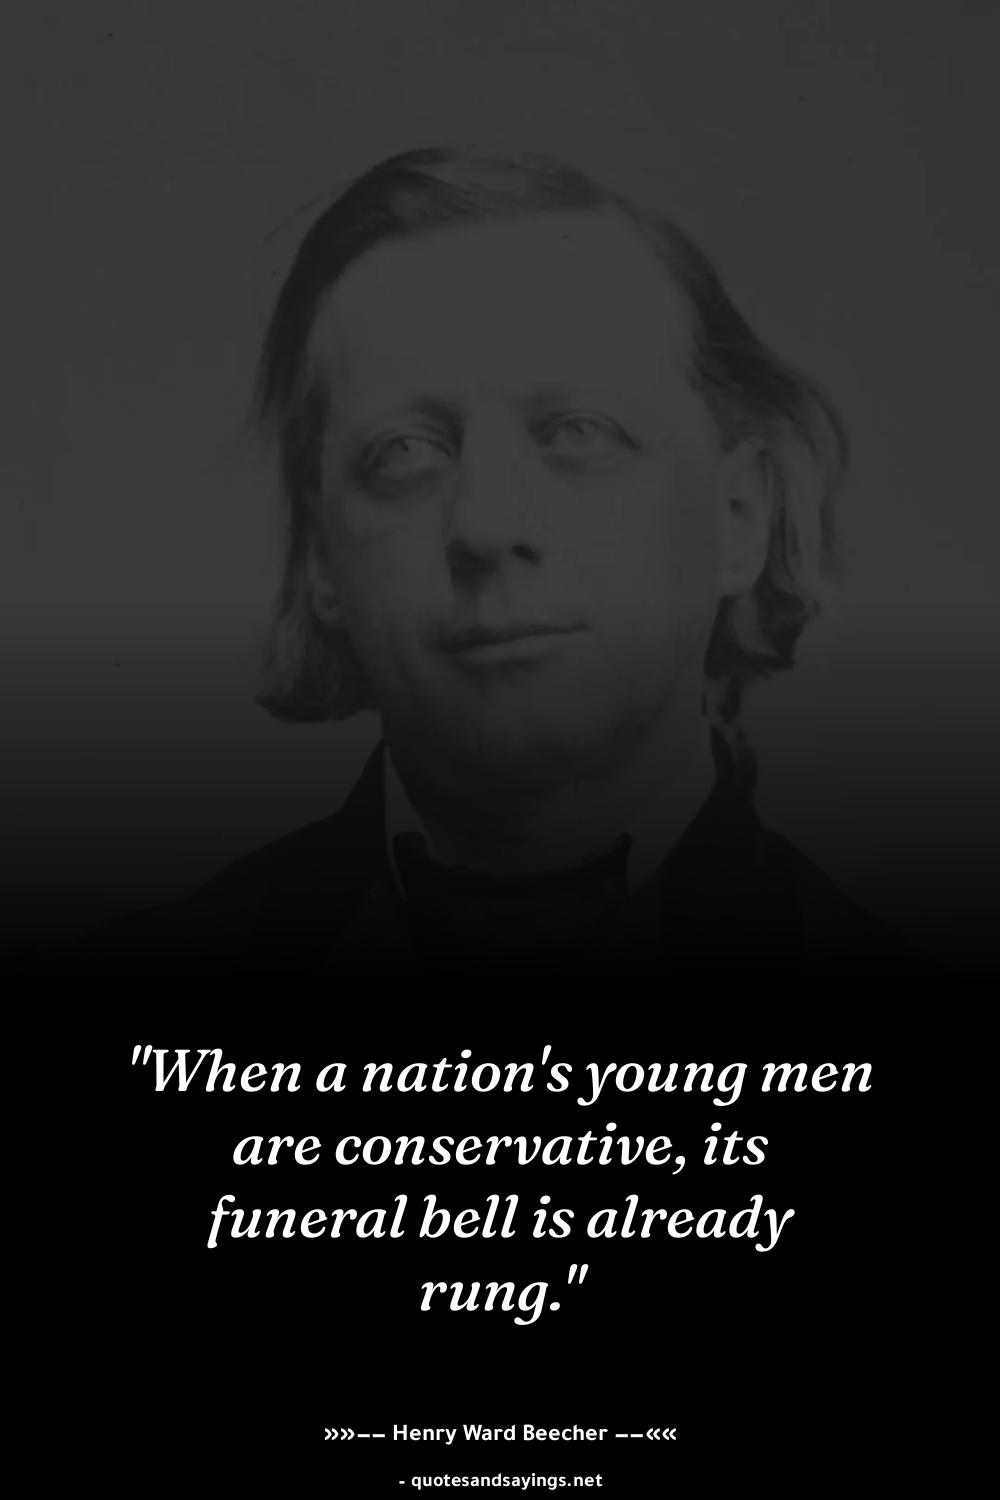 "When a nation's young men
are conservative, its
funeral bell is already
rung."
»»–– Henry Ward Beecher ––««
- quotesandsayings.net